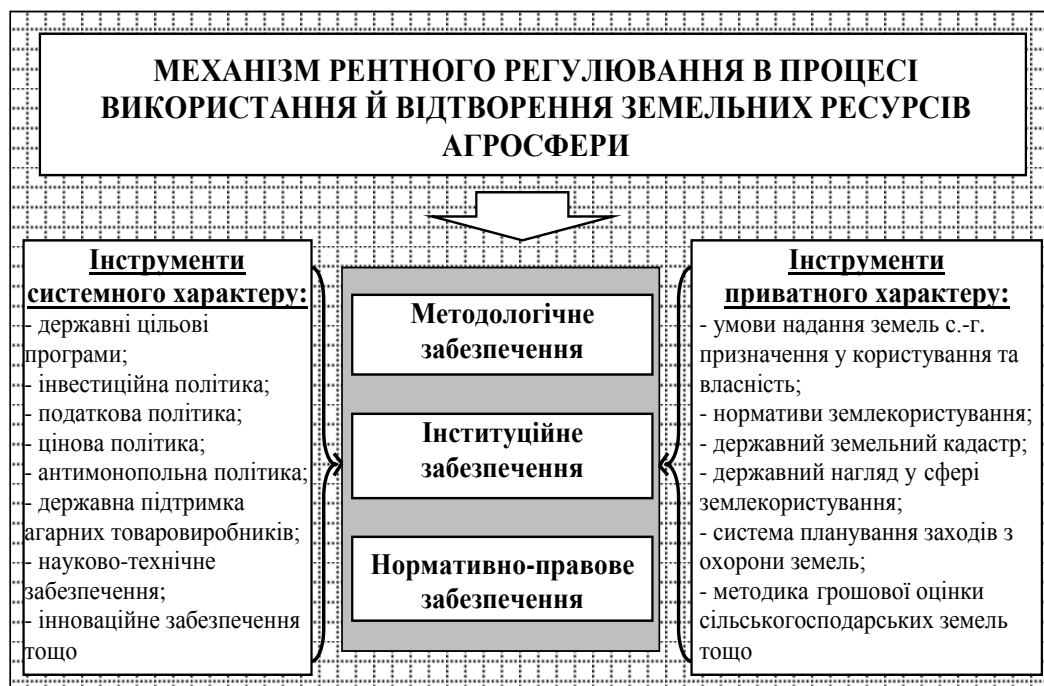 МЕХАНІЗМ РЕНТНОГО РЕГУЛЮВАННЯ В ПРОЦЕСІ
ВИКОРИСТАННЯ Й ВІДТВОРЕННЯ ЗЕМЕЛЬНИХ РЕСУРСІВ
АГРОСФЕРИ
Інструменти
системного характеру:
- державні цільові
програми;
- інвестиційна політика;
- податкова політика;
- цінова політика;
- антимонопольна політика;
- державна підтримка
агарних товаровиробників;
- науково-технічне
забезпечення;
- інноваційне забезпечення
тощо
Методологічне
забезпечення
Інституційне
забезпечення
Нормативно-правове
забезпечення
Інструменти
приватного характеру:
- умови надання земель с.-г.
призначення у користування та
власність;
- нормативи землекористування;
- державний земельний кадастр;
- державний нагляд у сфері
землекористування;
- система планування заходів з
охорони земель;
- методика грошової оцінки
сільськогосподарських земель
тощо